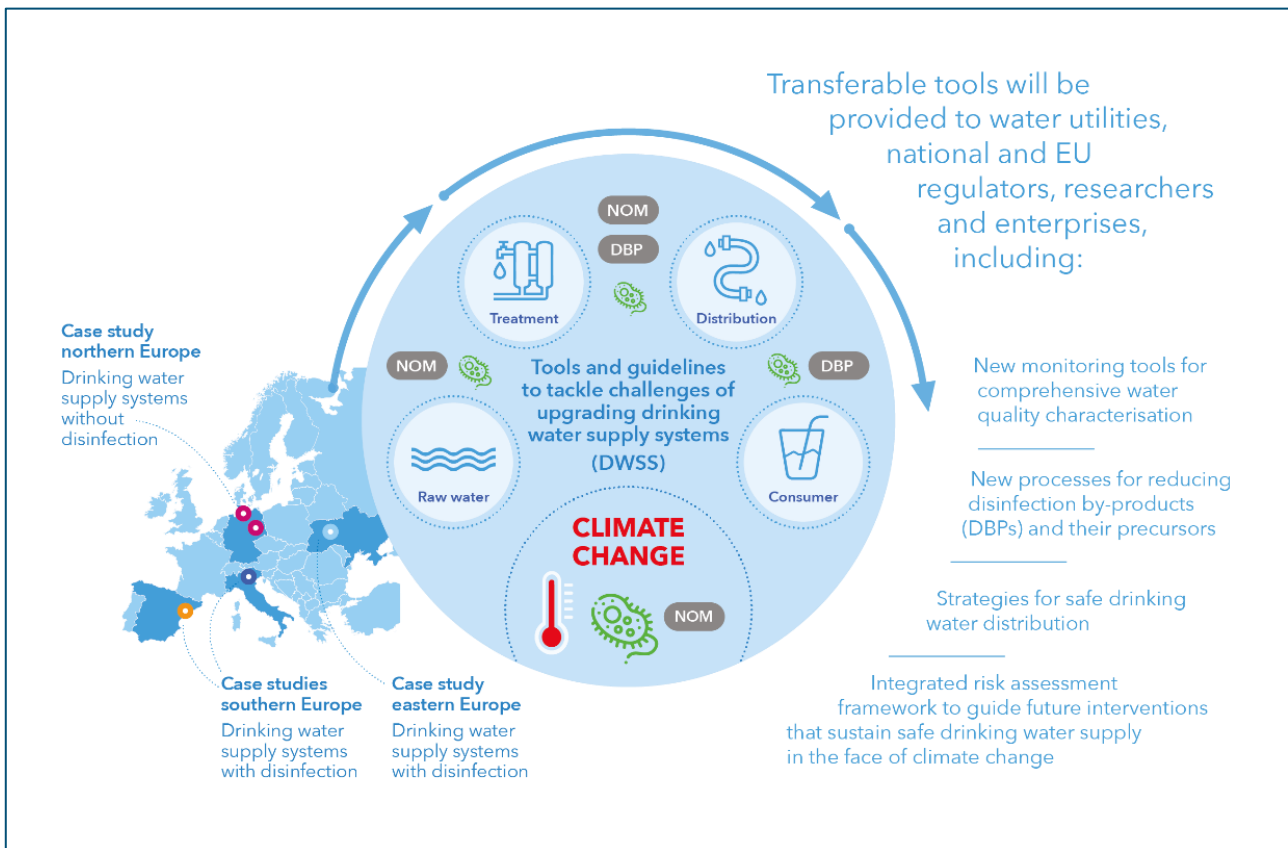 Transferable tools will be
provided to water utilities,
national and EU
regulators, researchers
and enterprises,
including:
NOM
DBP
Treatment
Distribution
Case study
northern Europe
Drinking water
supply systems
without
disinfection
NOM
DBP
Tools and guidelines
to tackle challenges of
upgrading drinking
water supply systems
(DWSS)
Raw water
Consumer
New monitoring tools for
comprehensive water
quality characterisation
New processes for reducing
disinfection by-products
(DBPs) and their precursors
CLIMATE
CHANGE
NOM
Strategies for safe drinking
water distribution
Case studies
southern Europe
Drinking water
supply systems
with disinfection
Case study
eastern Europe
Drinking water
supply systems
with disinfection
Integrated risk assessment
framework to guide future interventions
that sustain safe drinking water supply
in the face of climate change